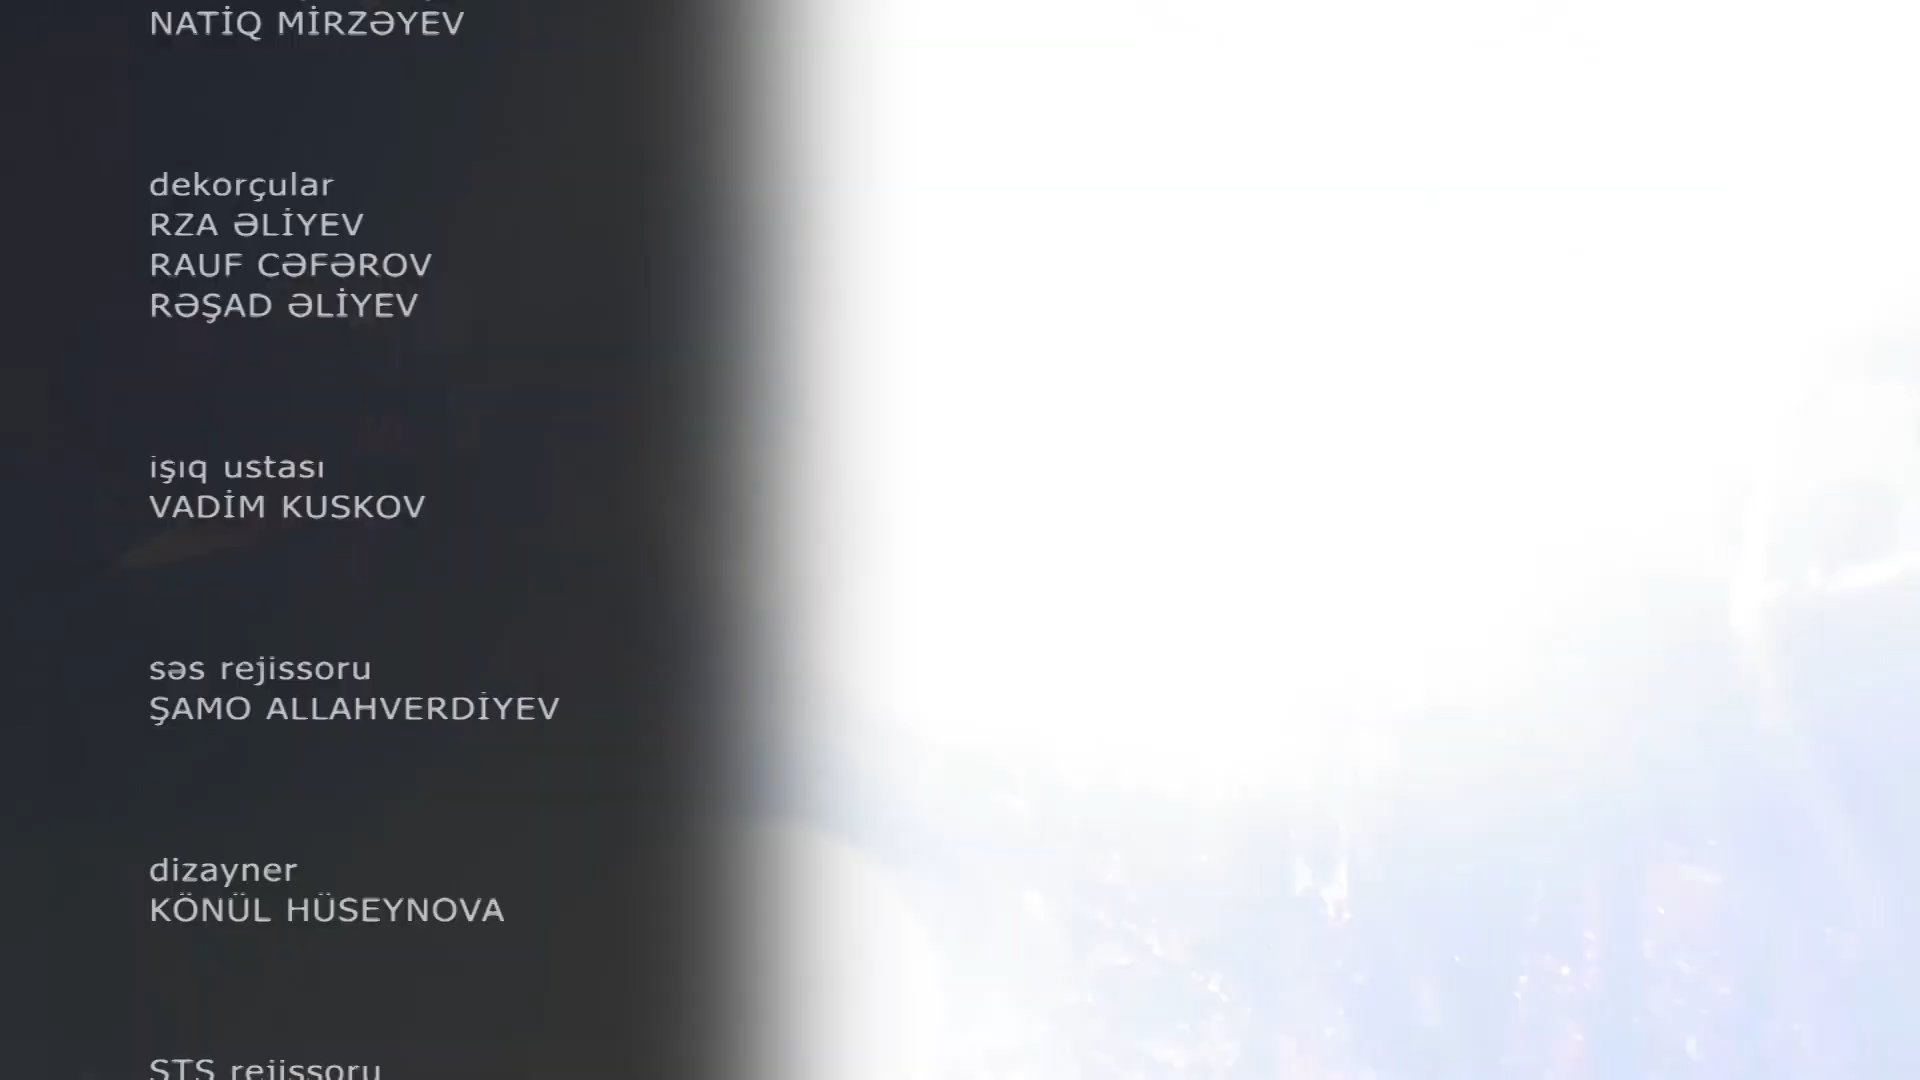 NATİQ MİRZƏYEV
dekorçular
RZA ƏLİYEV
RAUF CƏFƏROV
RƏŞAD ƏLİYEV
işıq ustası
VADİM KUSKOV
səs rejissoru
ŞAMO ALLAHVERDİYEV
dizayner
KÖNÜL HÜSEYNOVA
STS rejissoru